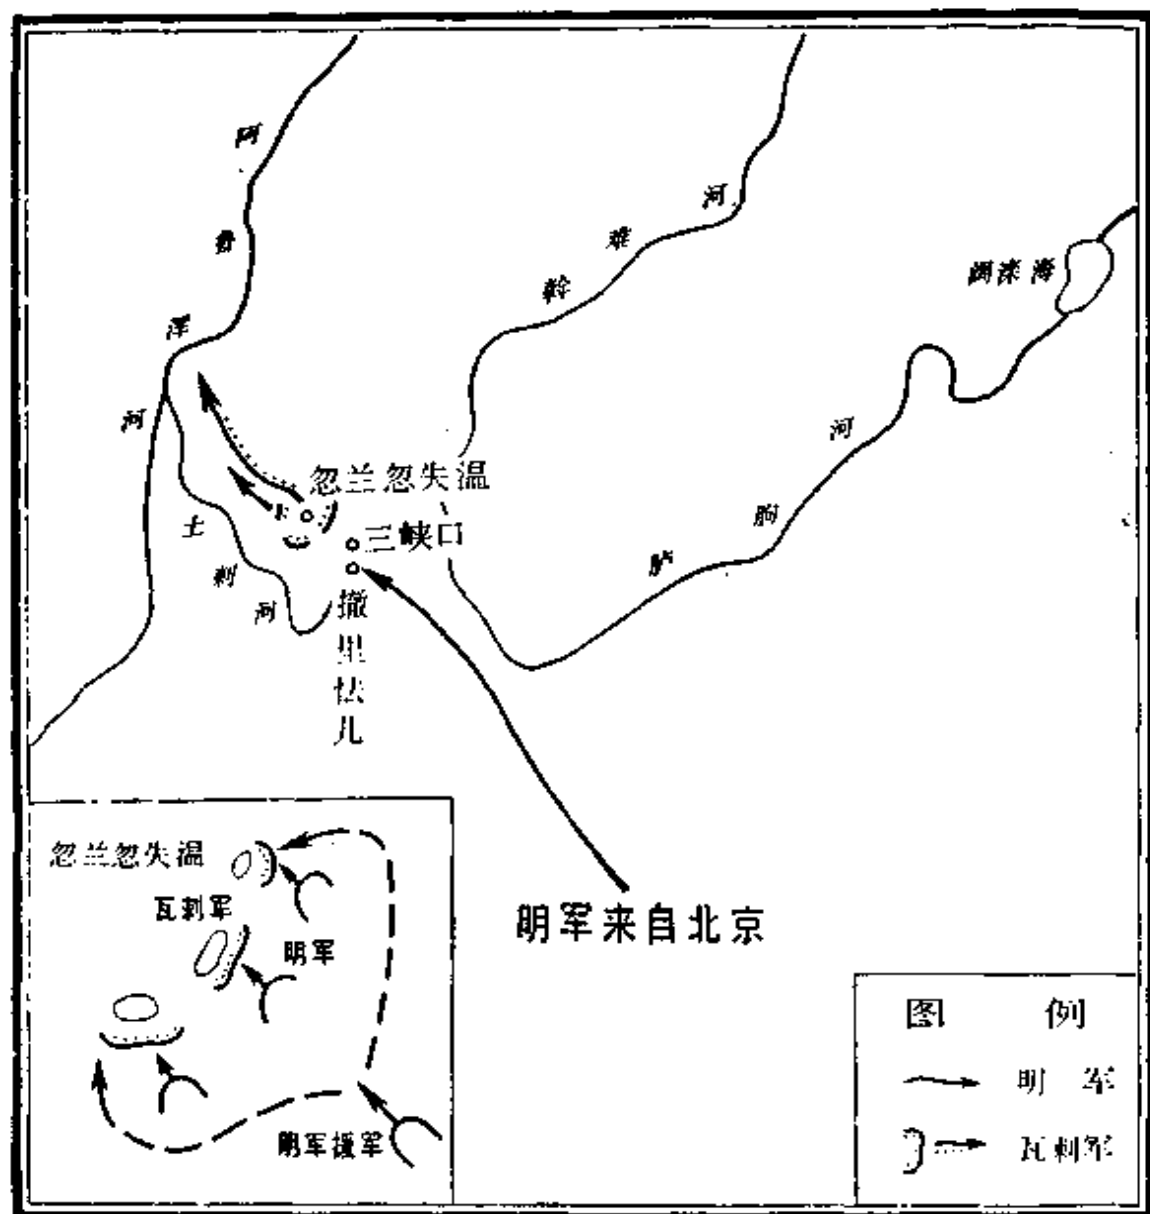 阿鲁浑河
斡难河
阔滦海
胪朐河
忽兰忽失温
三峡口
土剌河
撒里怯儿
明军来自北京
忽兰忽失温
瓦剌军
明军
明军援军
图例
明军
瓦剌军